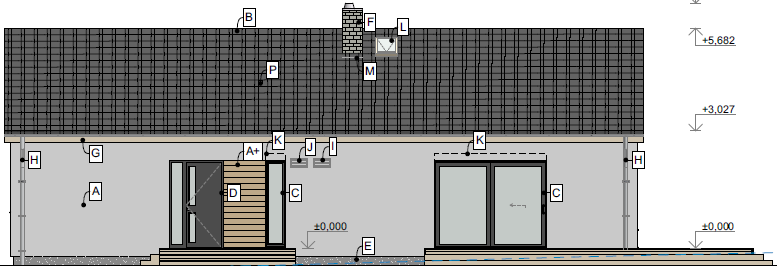 B
F
L
+5,682
P
M
+3,027
K
K
H
G
A+
J
I
H
A
D
C
C
±0,000
±0,000
E